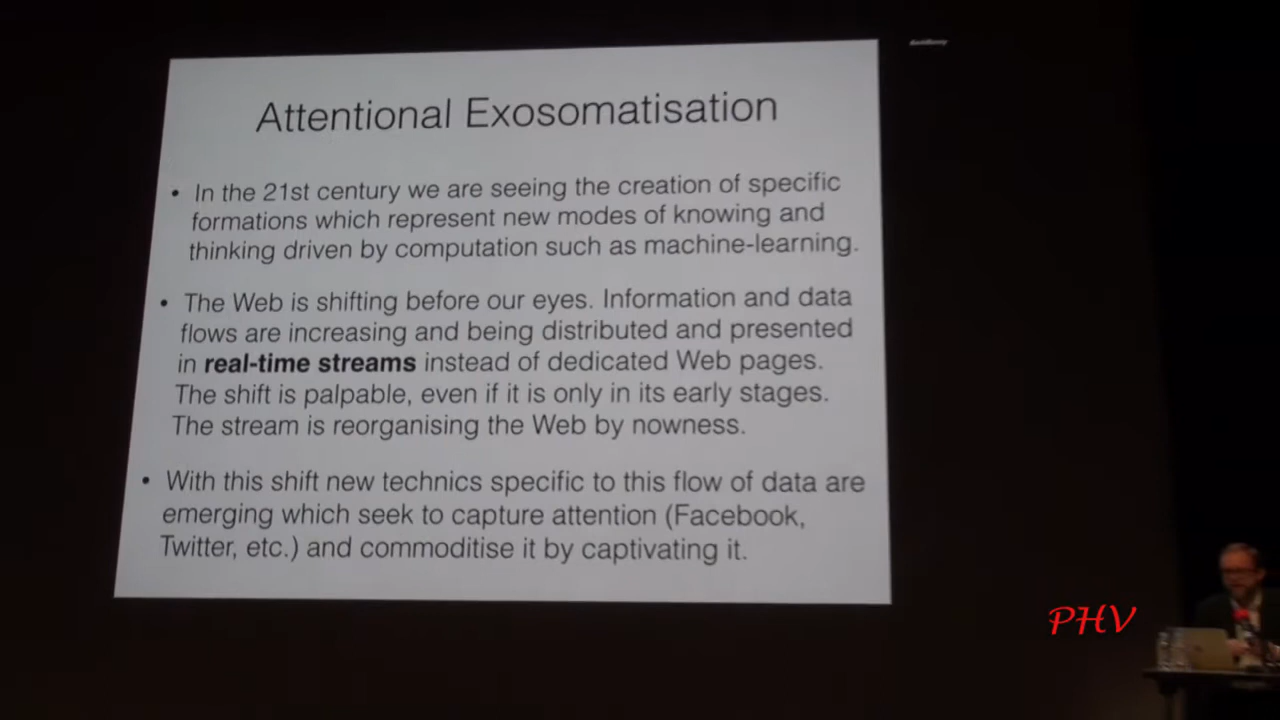 Attentional Exosomatisation
• In the 21st century we are seeing the creation of specific
formations which represent new modes of knowing and
thinking driven by computation such as machine-learning.
• The Web is shifting before our eyes. Information and data
flows are increasing and being distributed and presented
in real-time streams instead of dedicated Web pages.
The shift is palpable, even if it is only in its early stages.
The stream is reorganising the Web by nowness.
• With this shift new technics specific to this flow of data are
emerging which seek to capture attention (Facebook,
Twitter, etc.) and commoditise it by captivating it.
PHV